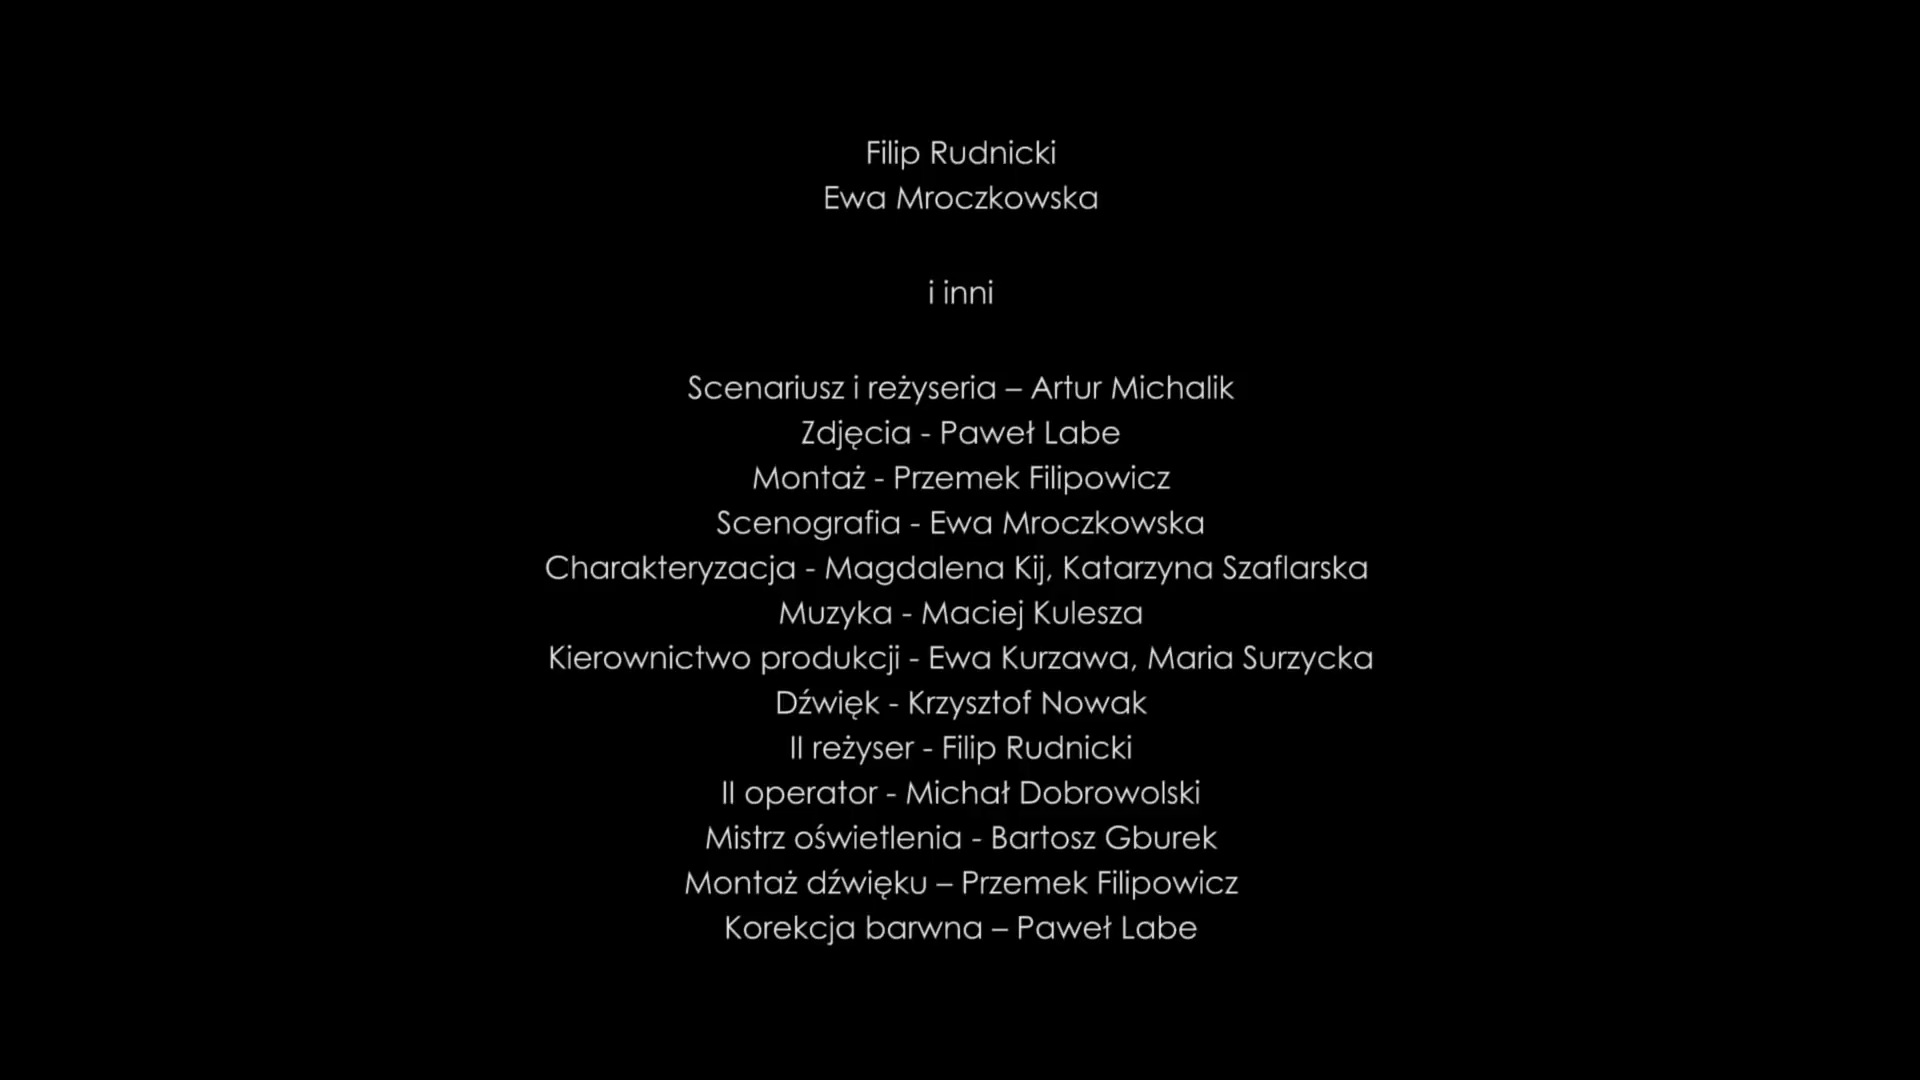 Filip Rudnicki
Ewa Mroczkowska
i inni
Scenariusz i reżyseria – Artur Michalik
Zdjęcia - Paweł Labe
Montaż - Przemek Filipowicz
Scenografia - Ewa Mroczkowska
Charakteryzacja - Magdalena Kij, Katarzyna Szaflarska
Muzyka - Maciej Kulesza
Kierownictwo produkcji - Ewa Kurzawa, Maria Surzycka
Dźwięk - Krzysztof Nowak
II reżyser - Filip Rudnicki
II operator - Michał Dobrowolski
Mistrz oświetlenia - Bartosz Gburek
Montaż dźwięku – Przemek Filipowicz
Korekcja barwna – Paweł Labe